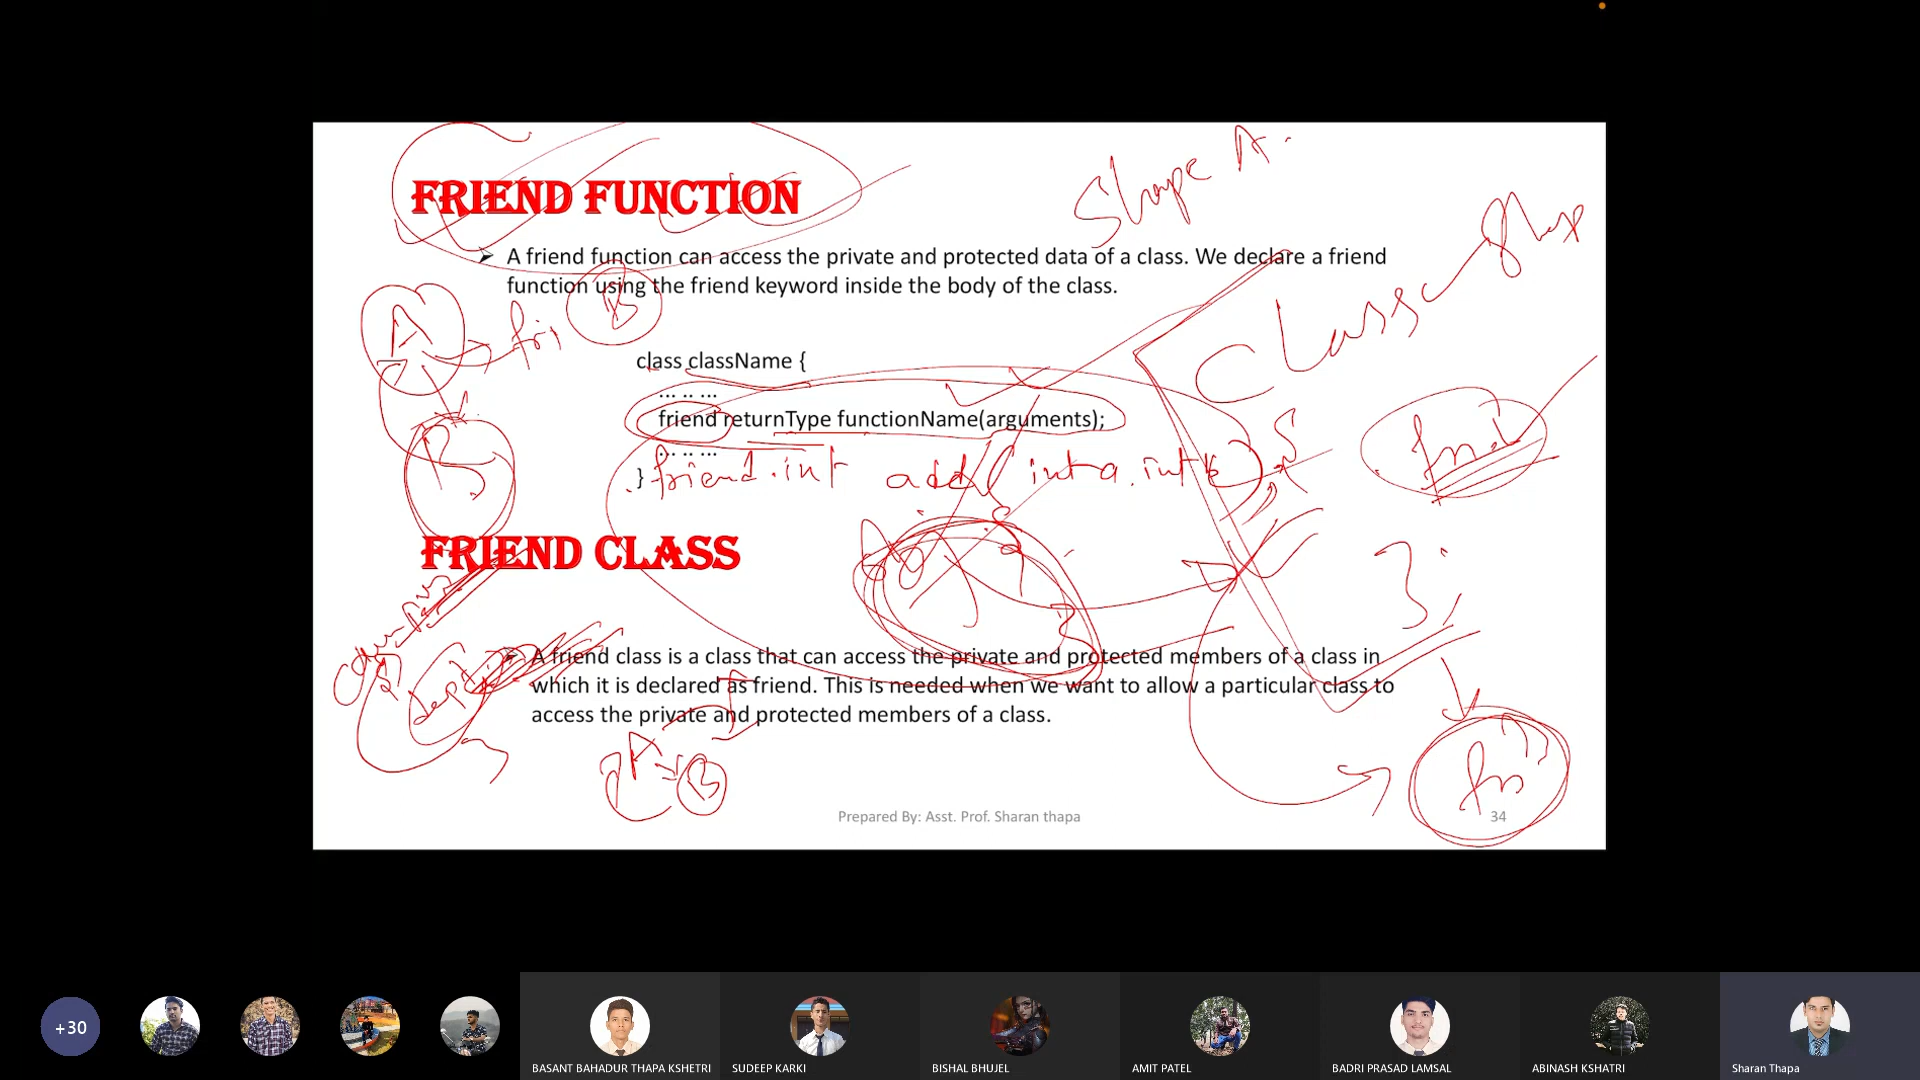 Shape A
FRIEND FUNCTION
Shap
➢ A friend function can access the private and protected data of a class. We declare a friend
function using the friend keyword inside the body of the class.
Class
A
fri
B
class className {
... .. ...
friend returnType functionName(arguments);
... .. ...
}
friend int add( int a, int b)
B
FRIEND CLASS
};
➢ A friend class is a class that can access the private and protected members of a class in
which it is declared as friend. This is needed when we want to allow a particular class to
access the private and protected members of a class.
A
B
Prepared By: Asst. Prof. Sharan thapa
34
+30
BASANT BAHADUR THAPA KSHETRI
SUDEEP KARKI
BISHAL BHUJEL
AMIT PATEL
BADRI PRASAD LAMSAL
ABINASH KSHATRI
Sharan Thapa